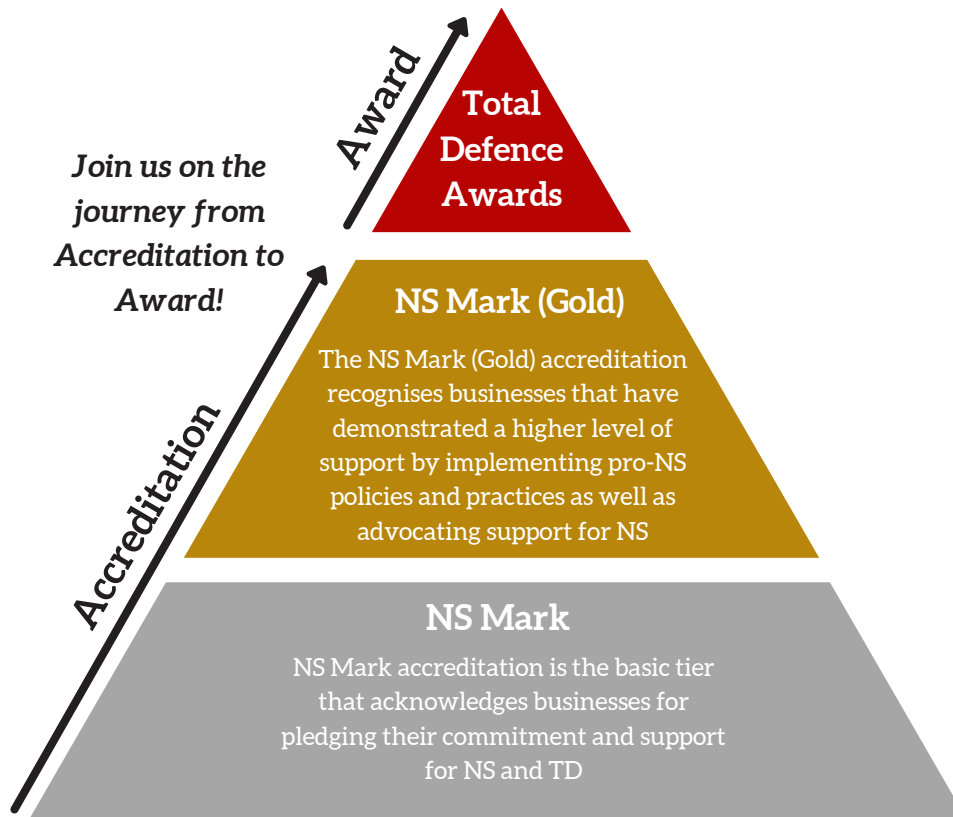 Award
Total
Defence
Awards
Join us on the
journey from
Accreditation to
Award!
Accreditation
NS Mark (Gold)
The NS Mark (Gold) accreditation
recognises businesses that have
demonstrated a higher level of
support by implementing pro-NS
policies and practices as well as
advocating support for NS
NS Mark
NS Mark accreditation is the basic tier
that acknowledges businesses for
pledging their commitment and support
for NS and TD